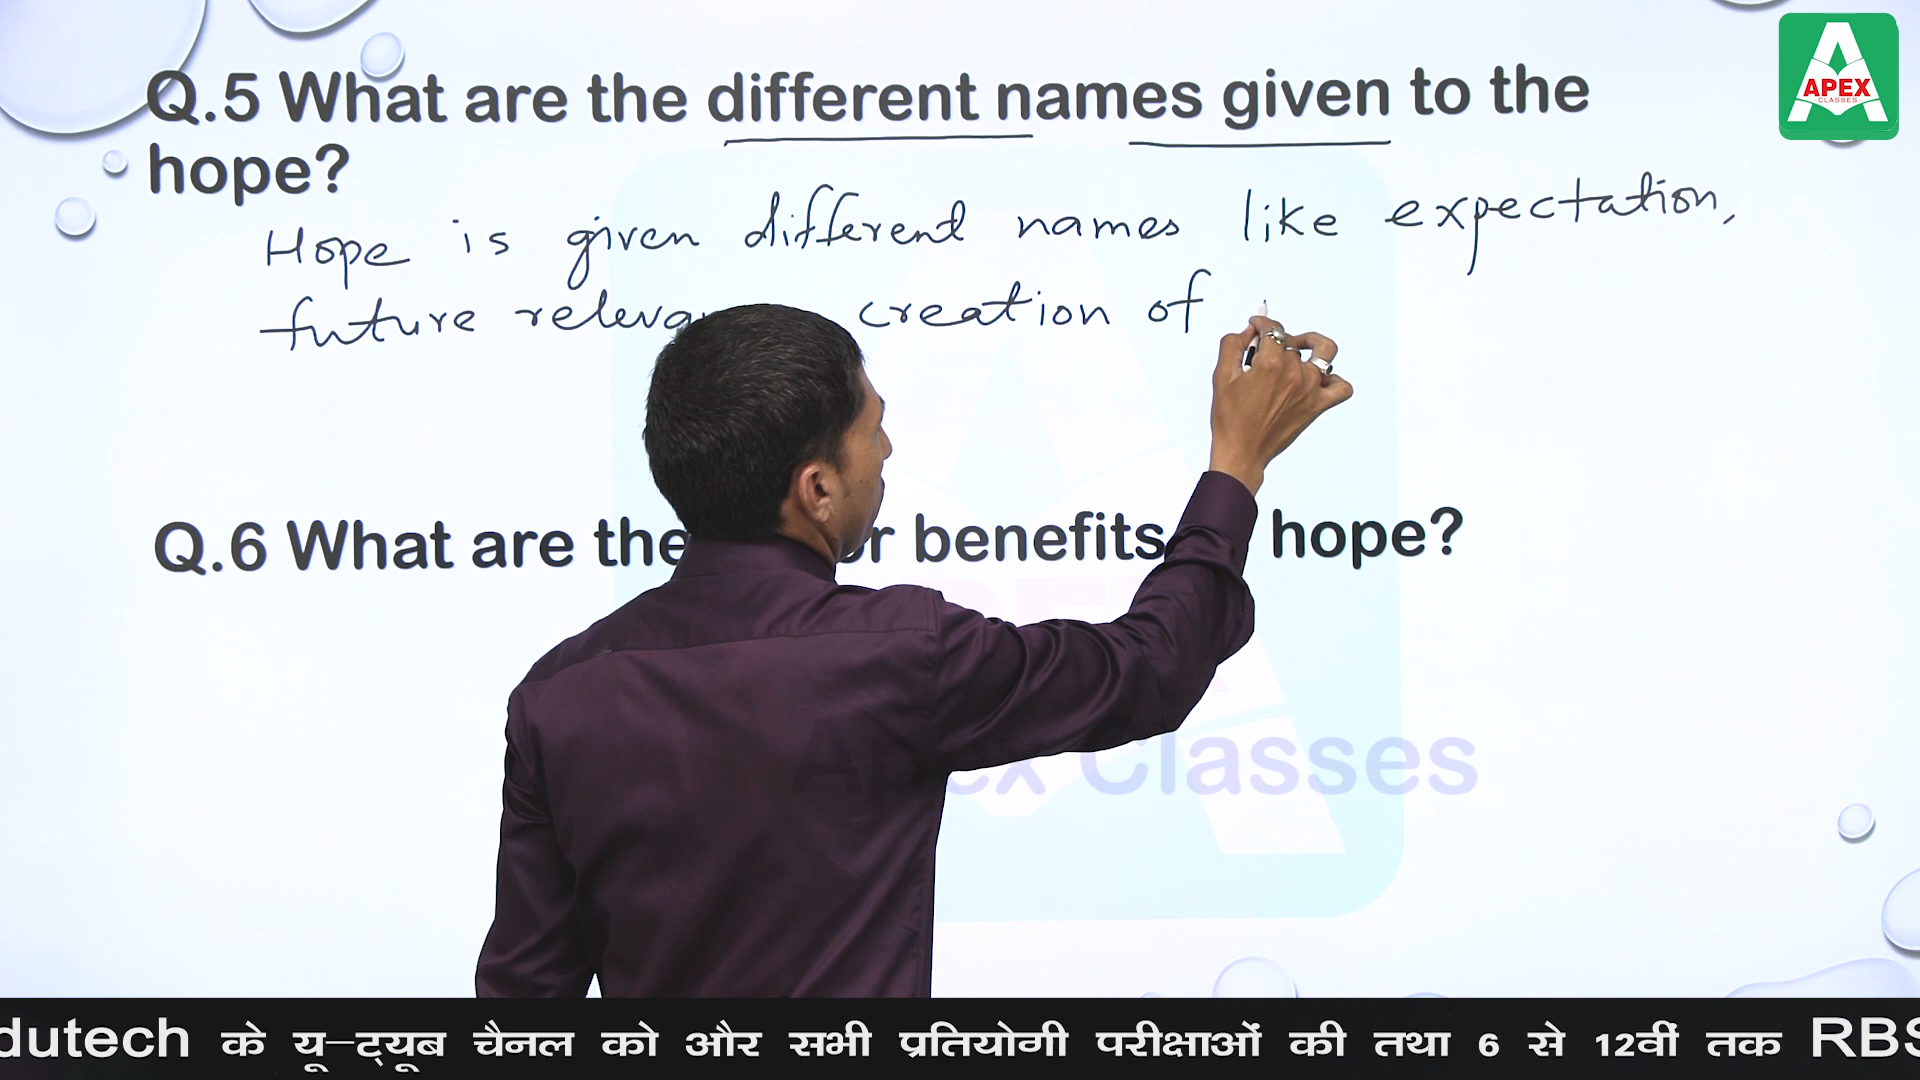 Q.5 What are the different names given to the
hope?
APEX
CLASSES
Hope is given different names like expectation,
future creation of
Q.6 What are the benefits hope?
Apex Classes
के यू-ट्यूब चैनल को और सभी प्रतियोगी परीक्षाओं की तथा 6 से 12वीं तक